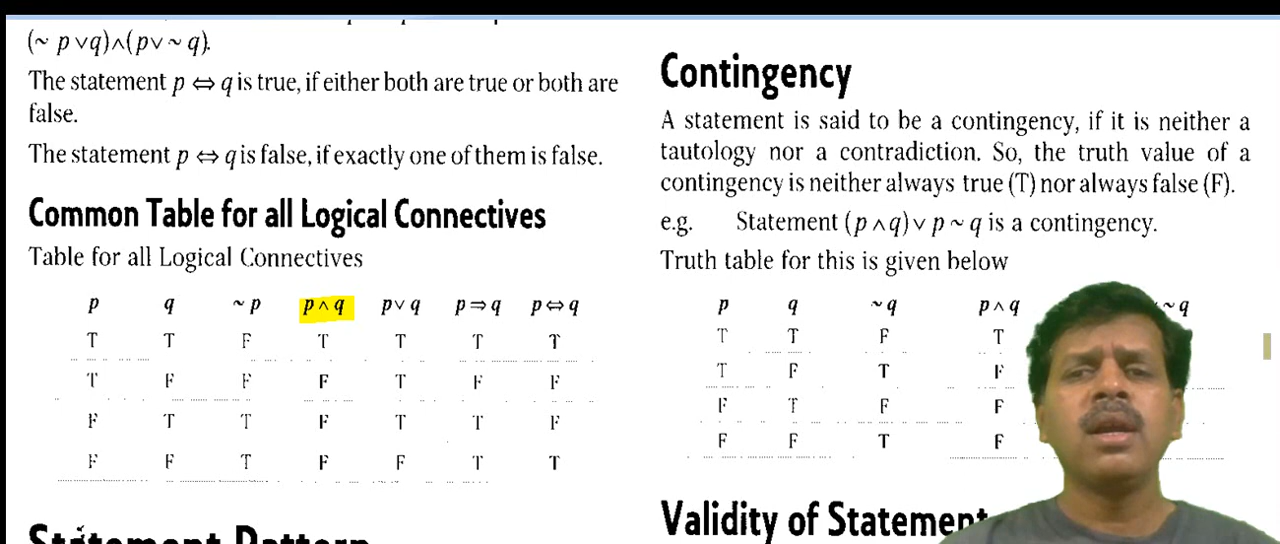 (~ p ∨q)∧(p∨ ~ q).
The statement p ⇔ q is true, if either both are true or both are
false.
The statement p ⇔ q is false, if exactly one of them is false.
Common Table for all Logical Connectives
Table for all Logical Connectives
p q ~ p p ∧ q p∨ q p⇒ q p⇔ q
T T F T T T T
T F F F T F F
F T T F T T F
F F T F F T T
Statement Pattern
Contingency
A statement is said to be a contingency, if it is neither a
tautology nor a contradiction. So, the truth value of a
contingency is neither always true (T) nor always false (F).
e.g. Statement (p ∧ q) ∨ p ~ q is a contingency.
Truth table for this is given below
p q ~ q p ∧ q ~ q
T T F T
T F T F
F T F F
F F T F
Validity of Statement